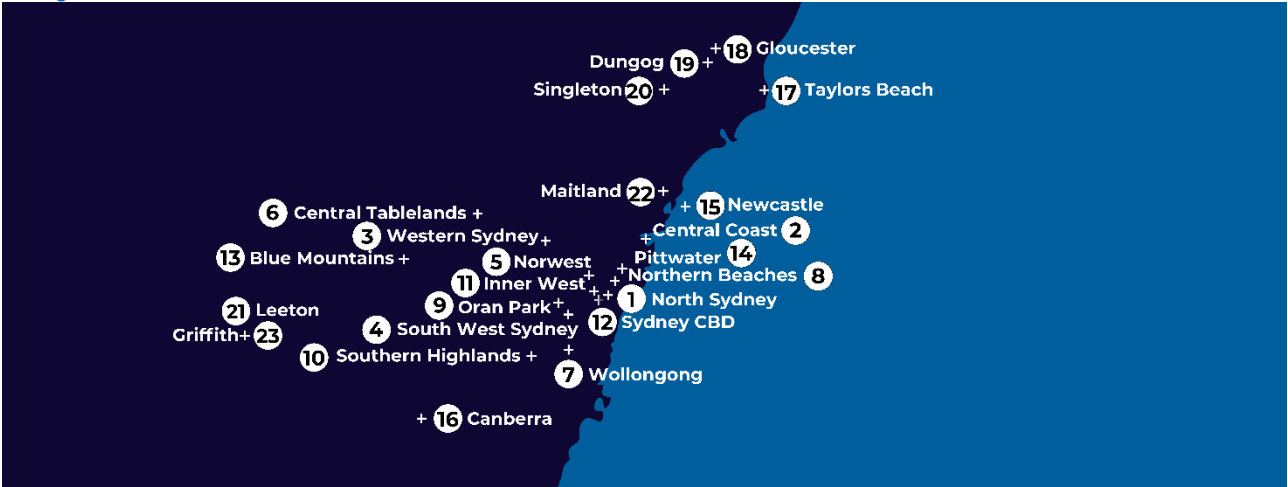 18 Gloucester
Dungog 19
Singleton 20
17 Taylors Beach
Maitland 22
15 Newcastle
6 Central Tablelands
Central Coast 2
3 Western Sydney
13 Blue Mountains
Pittwater 14
5 Norwest
Northern Beaches 8
11 Inner West
1 North Sydney
9 Oran Park
21 Leeton
12 Sydney CBD
4 South West Sydney
Griffith 23
10 Southern Highlands
7 Wollongong
16 Canberra